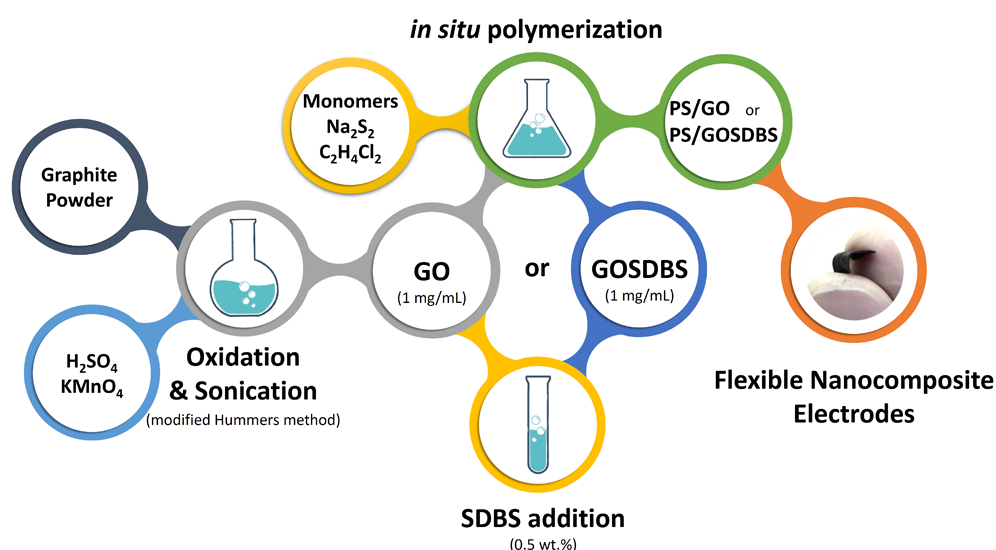 in situ polymerization
Monomers
Na₂S₂
C₂H₄Cl₂
PS/GO or
PS/GOSDBS
Graphite
Powder
GO
(1 mg/mL)
or
GOSDBS
(1 mg/mL)
H₂SO₄
KMnO₄
Oxidation
& Sonication
(modified Hummers method)
Flexible Nanocomposite
Electrodes
SDBS addition
(0.5 wt.%)